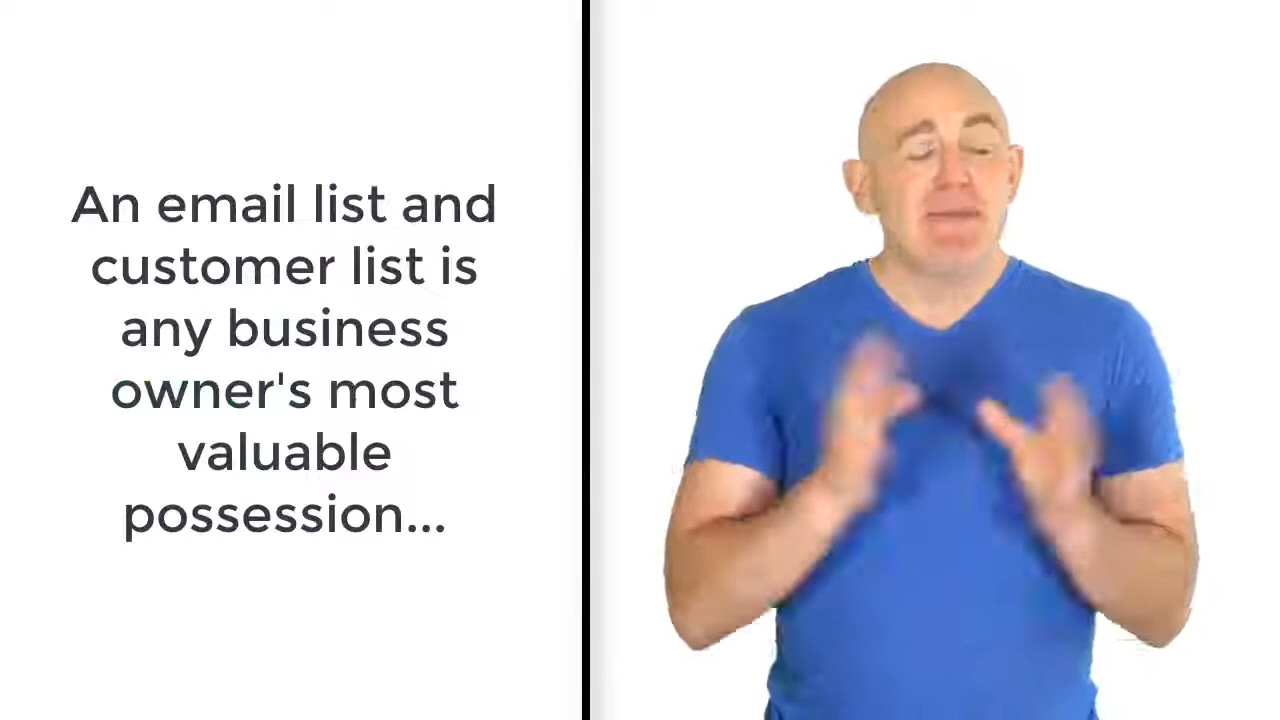 An email list and
customer list is
any business
owner's most
valuable
possession...